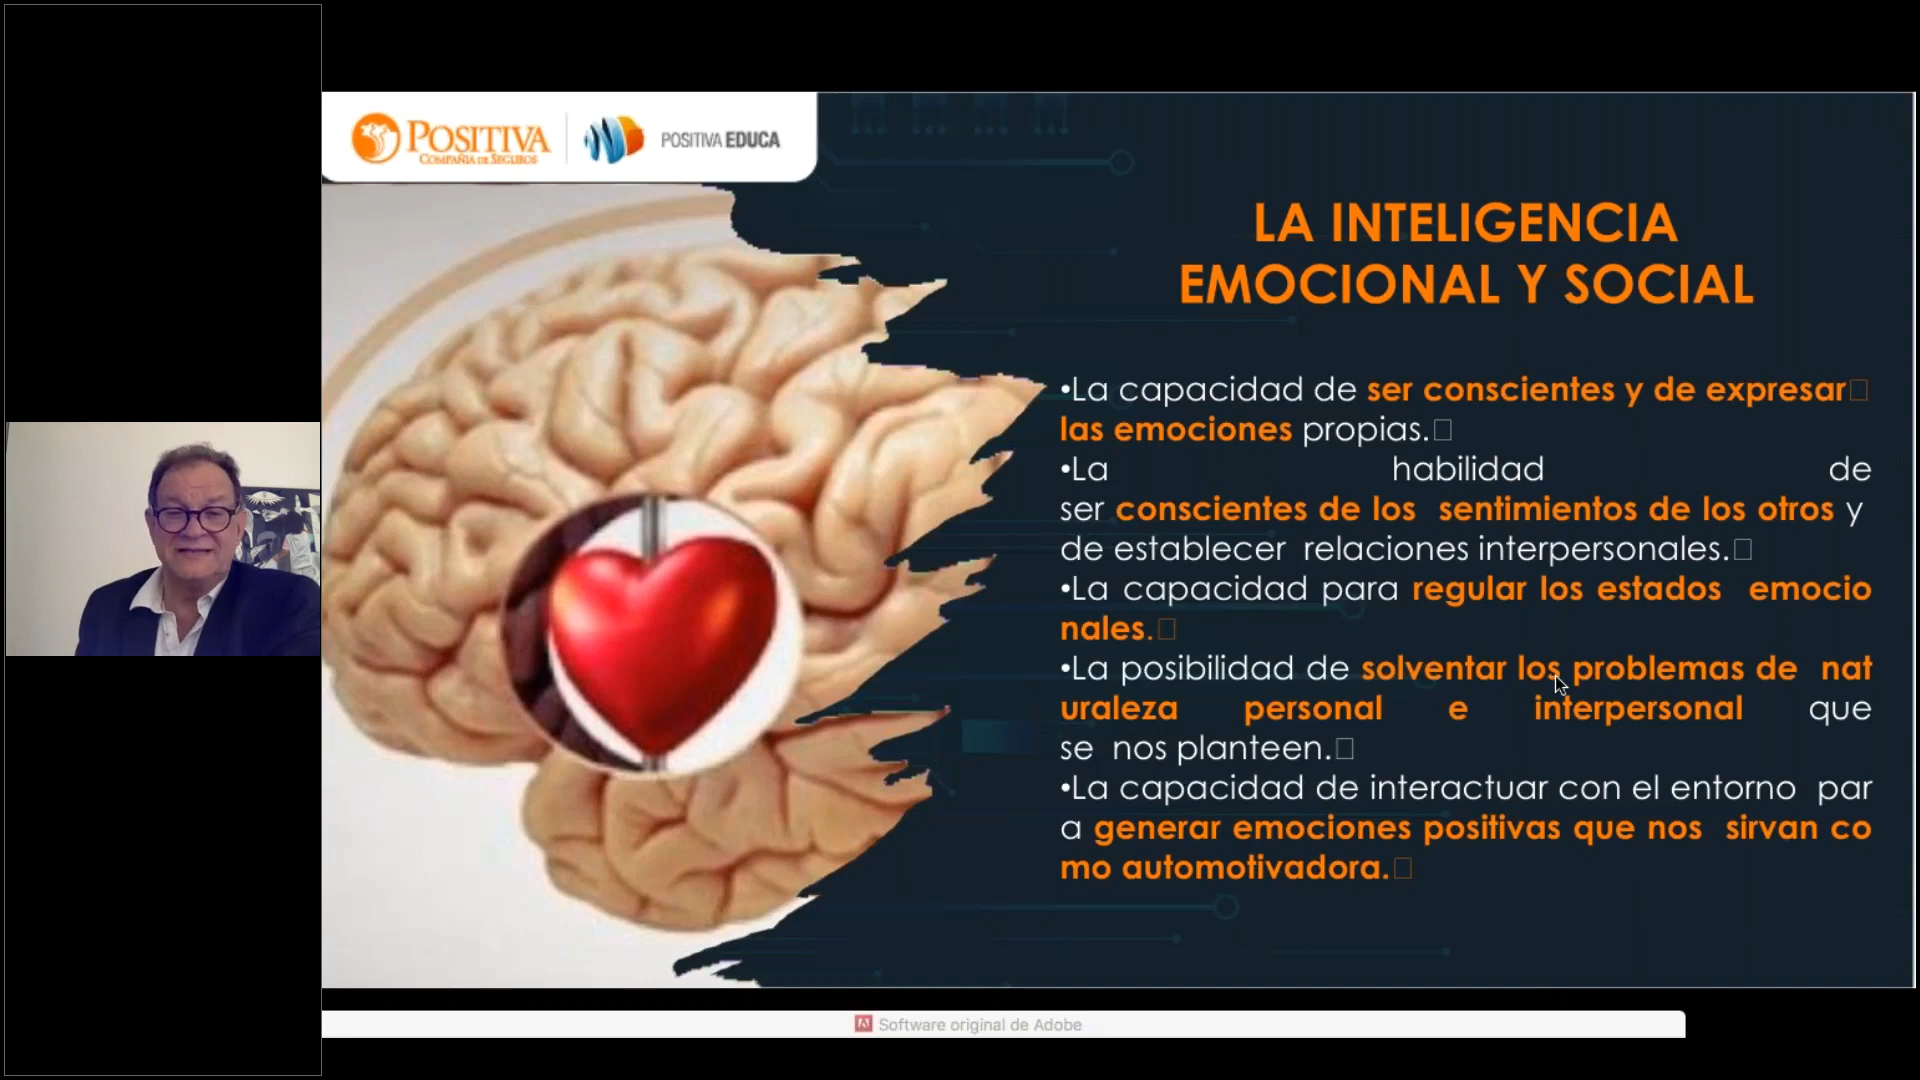 POSITIVA
COMPAÑIA DE SEGUROS
POSITIVA EDUCA
LA INTELIGENCIA
EMOCIONAL Y SOCIAL
•La capacidad de ser conscientes y de expresar
las emociones propias.
•La habilidad de
ser conscientes de los sentimientos de los otros y
de establecer relaciones interpersonales.
•La capacidad para regular los estados emocio
nales.
•La posibilidad de solventar los problemas de nat
uraleza personal e interpersonal que
se nos planteen.
•La capacidad de interactuar con el entorno par
a generar emociones positivas que nos sirvan co
mo automotivadora.
Software original de Adobe